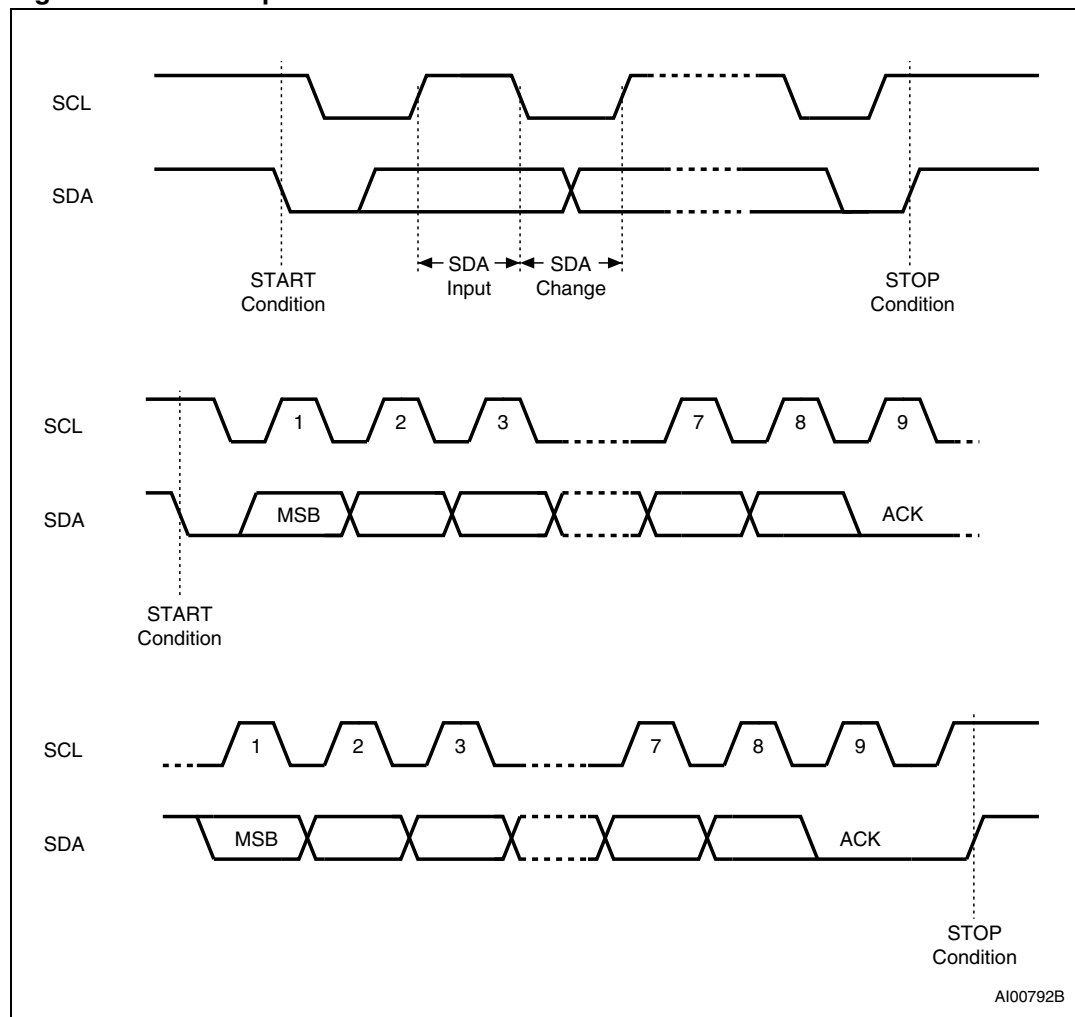 SCL
SDA
SDA
Input
SDA
Change
START
Condition
STOP
Condition
SCL
1
2
3
7
8
9
SDA
MSB
ACK
START
Condition
SCL
1
2
3
7
8
9
SDA
MSB
ACK
STOP
Condition
AI00792B